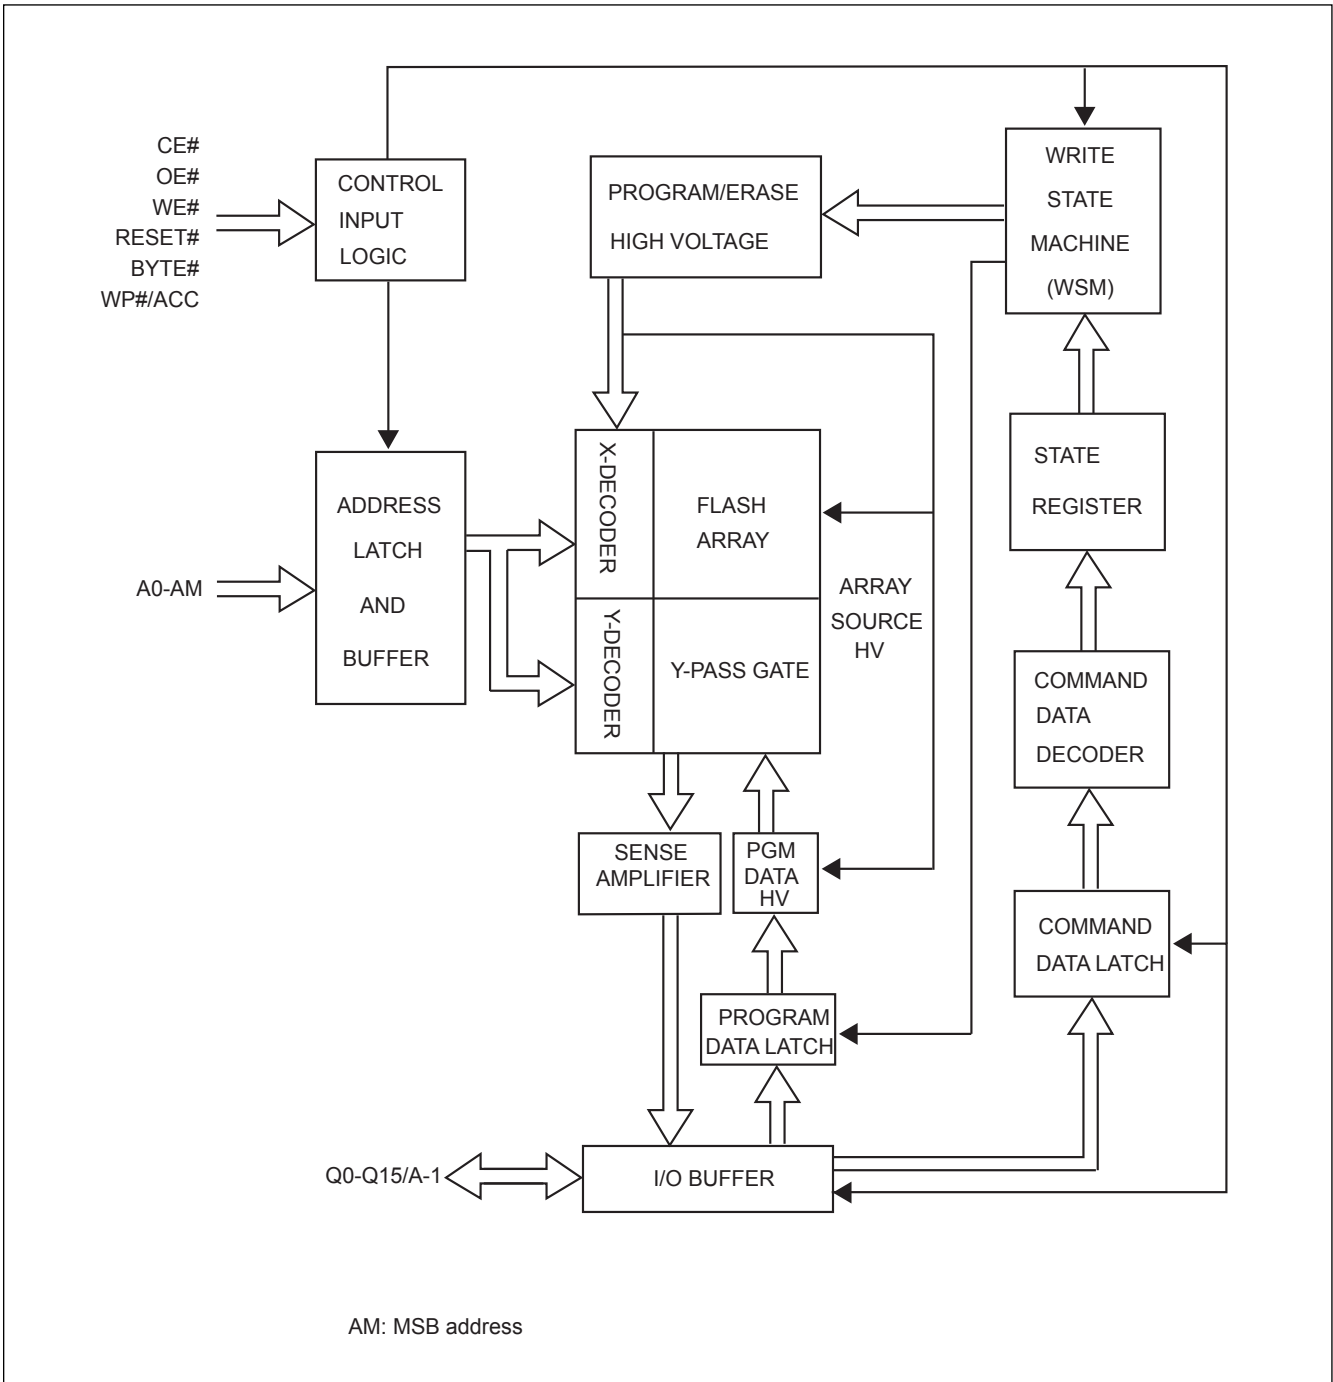 CE#
OE#
WE#
RESET#
BYTE#
WP#/ACC
CONTROL
INPUT
LOGIC
PROGRAM/ERASE
HIGH VOLTAGE
WRITE
STATE
MACHINE
(WSM)
A0-AM
ADDRESS
LATCH
AND
BUFFER
X-DECODER
FLASH
ARRAY
Y-DECODER
Y-PASS GATE
ARRAY
SOURCE
HV
STATE
REGISTER
COMMAND
DATA
DECODER
SENSE
AMPLIFIER
PGM
DATA
HV
COMMAND
DATA LATCH
PROGRAM
DATA LATCH
Q0-Q15/A-1
I/O BUFFER
AM: MSB address